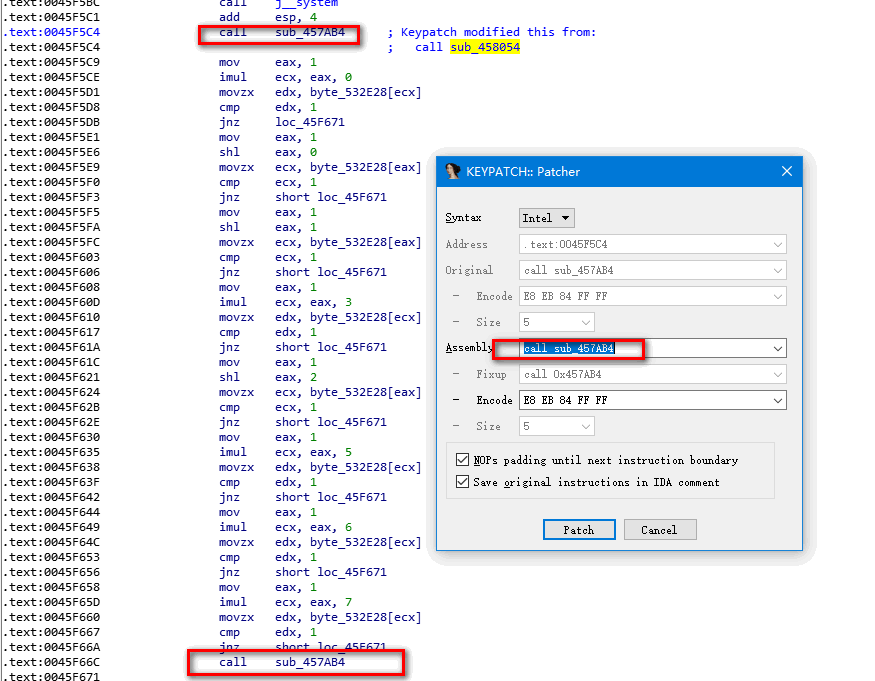 .text:0045F5BC call j__system
.text:0045F5C1 add esp, 4
.text:0045F5C4 call sub_457AB4 ; Keypatch modified this from:
.text:0045F5C4 ; call sub_458054
.text:0045F5C9 mov eax, 1
.text:0045F5CE imul ecx, eax, 0
.text:0045F5D1 movzx edx, byte_532E28[ecx]
.text:0045F5D8 cmp edx, 1
.text:0045F5DB jnz loc_45F671
.text:0045F5E1 mov eax, 1
.text:0045F5E6 shl eax, 0
.text:0045F5E9 movzx ecx, byte_532E28[eax]
.text:0045F5F0 cmp ecx, 1
.text:0045F5F3 jnz short loc_45F671
.text:0045F5F5 mov eax, 1
.text:0045F5FA shl eax, 1
.text:0045F5FC movzx ecx, byte_532E28[eax]
.text:0045F603 cmp ecx, 1
.text:0045F606 jnz short loc_45F671
.text:0045F608 mov eax, 1
.text:0045F60D imul ecx, eax, 3
.text:0045F610 movzx edx, byte_532E28[ecx]
.text:0045F617 cmp edx, 1
.text:0045F61A jnz short loc_45F671
.text:0045F61C mov eax, 1
.text:0045F621 shl eax, 2
.text:0045F624 movzx ecx, byte_532E28[eax]
.text:0045F62B cmp ecx, 1
.text:0045F62E jnz short loc_45F671
.text:0045F630 mov eax, 1
.text:0045F635 imul ecx, eax, 5
.text:0045F638 movzx edx, byte_532E28[ecx]
.text:0045F63F cmp edx, 1
.text:0045F642 jnz short loc_45F671
.text:0045F644 mov eax, 1
.text:0045F649 imul ecx, eax, 6
.text:0045F64C movzx edx, byte_532E28[ecx]
.text:0045F653 cmp edx, 1
.text:0045F656 jnz short loc_45F671
.text:0045F658 mov eax, 1
.text:0045F65D imul ecx, eax, 7
.text:0045F660 movzx edx, byte_532E28[ecx]
.text:0045F667 cmp edx, 1
.text:0045F66A jnz short loc_45F671
.text:0045F66C call sub_457AB4
.text:0045F671
KEYPATCH:: Patcher
Syntax Intel
Address .text:0045F5C4
Original call sub_457AB4
- Encode E8 EB 84 FF FF
- Size 5
Assembly call sub_457AB4
- Fixup call 0x457AB4
- Encode E8 EB 84 FF FF
- Size 5
NOPs padding until next instruction boundary
Save original instructions in IDA comment
Patch Cancel